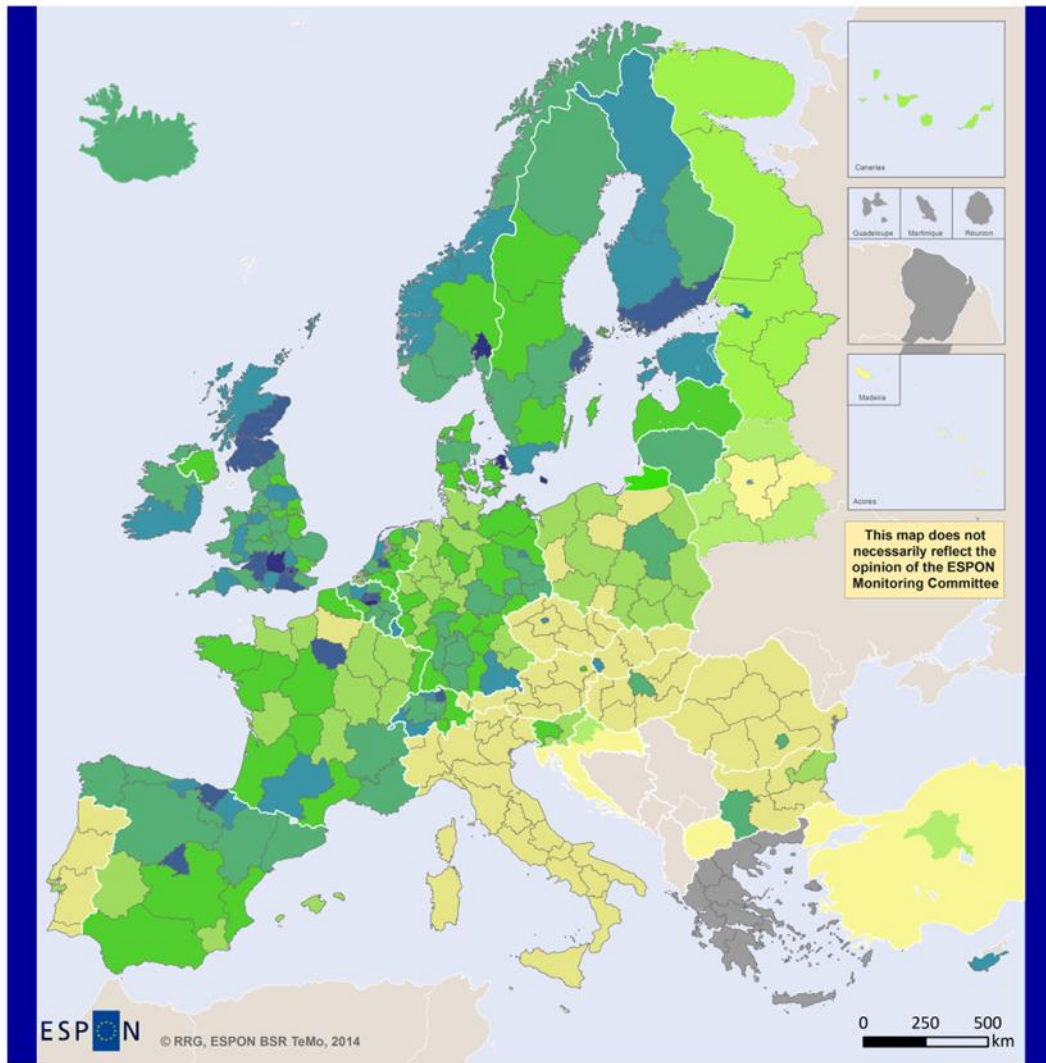 Canaries
Guadeloupe
Martinique
Réunion
Madeira
Acores
This map does not
necessarily reflect the
opinion of the ESPON
Monitoring Committee
ESPON
© RRG, ESPON BSR TeMo, 2014
0 250 500
km